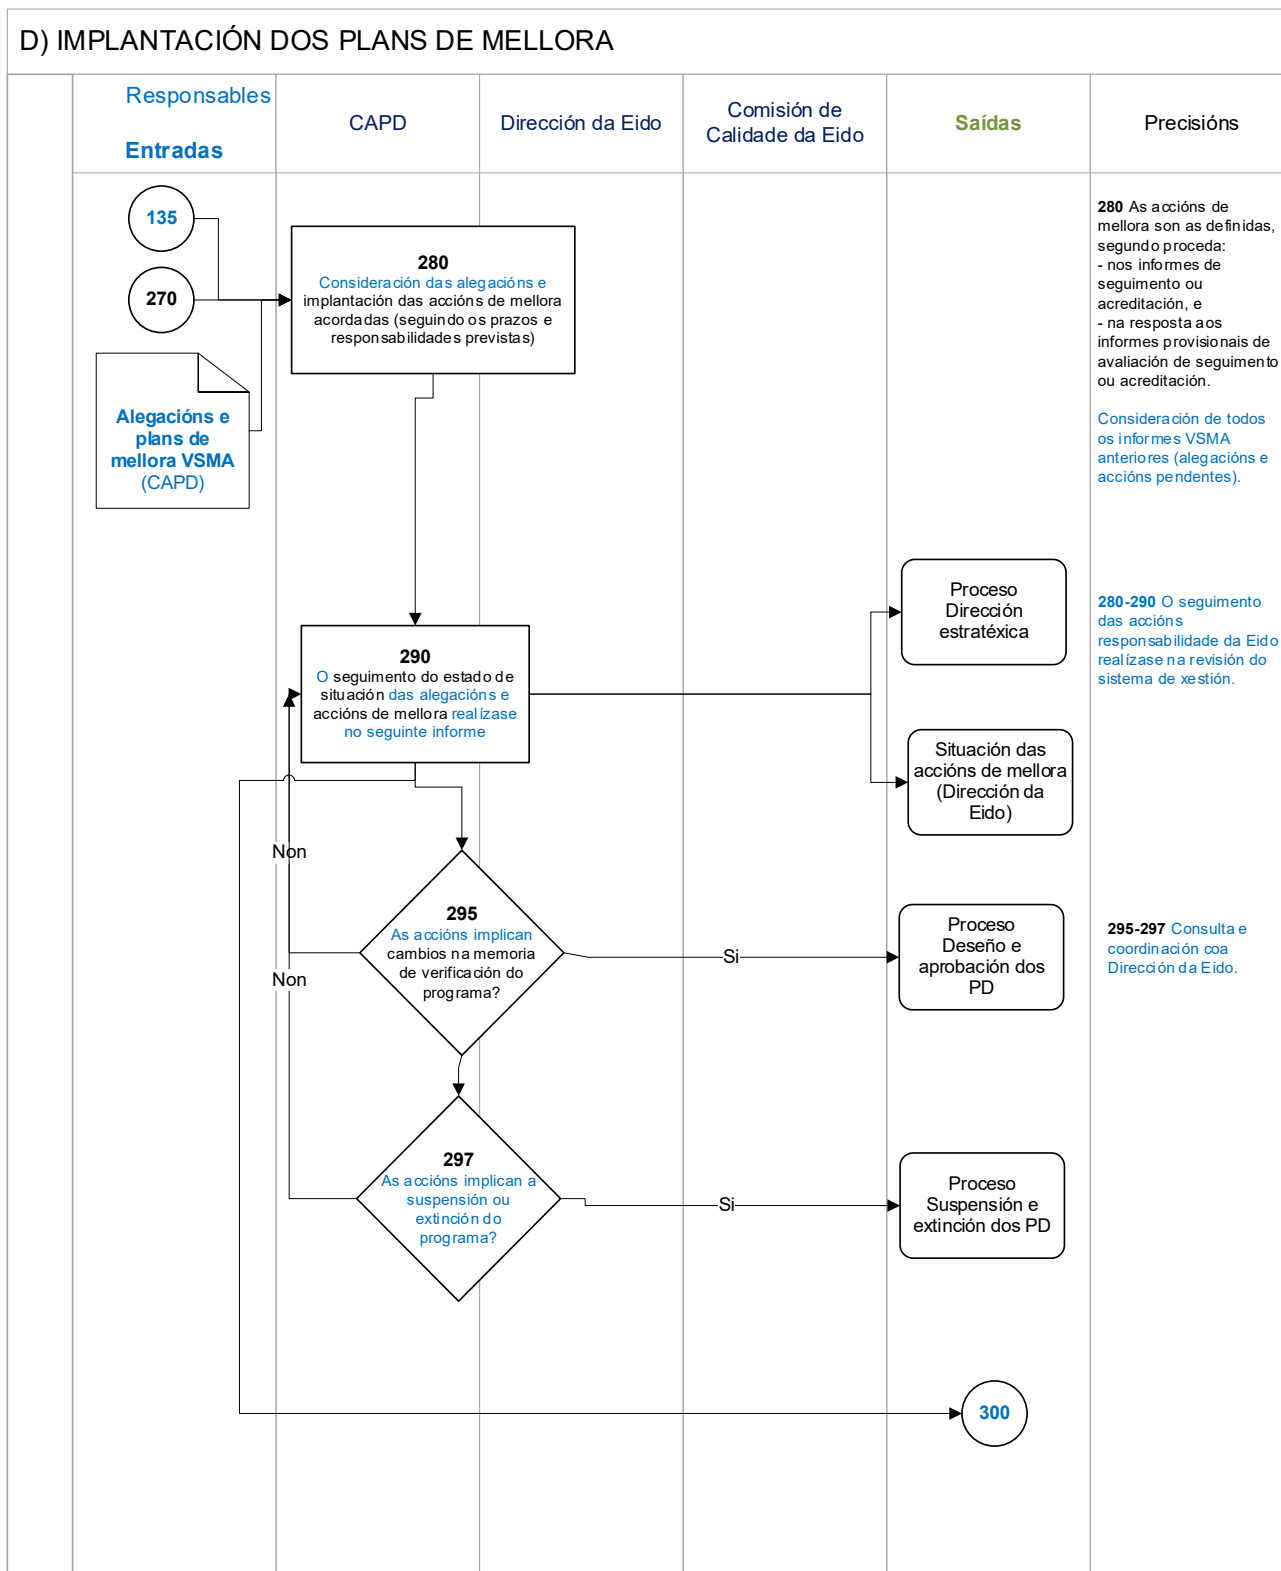 D) IMPLANTACIÓN DOS PLANS DE MELLORA
Responsables
Entradas
CAPD
Dirección da Eido
Comisión de
Calidade da Eido
Saídas
Precisións
135
270
Alegacións e
plans de
mellora VSMA
(CAPD)
280
Consideración das alegacións e
implantación das accións de mellora
acordadas (seguindo os prazos e
responsabilidades previstas)
280 As accións de
mellora son as definidas,
segundo proceda:
- nos informes de
seguimento ou
acreditación, e
- na resposta aos
informes provisionais de
avaliación de seguimento
ou acreditación.
Consideración de todos
os informes VSMA
anteriores (alegacións e
accións pendentes).
290
O seguimento do estado de
situación das alegacións e
accións de mellora realízase
no seguinte informe
Proceso
Dirección
estratéxica
280-290 O seguimento
das accións
responsabilidade da Eido
realízase na revisión do
sistema de xestión.
Situación das
accións de mellora
(Dirección da
Eido)
Non
295
As accións implican
cambios na memoria
de verificación do
programa?
Si
Proceso
Deseño e
aprobación dos
PD
295-297 Consulta e
coordinación coa
Dirección da Eido.
Non
297
As accións implican a
suspensión ou
extinción do
programa?
Si
Proceso
Suspensión e
extinción dos PD
300